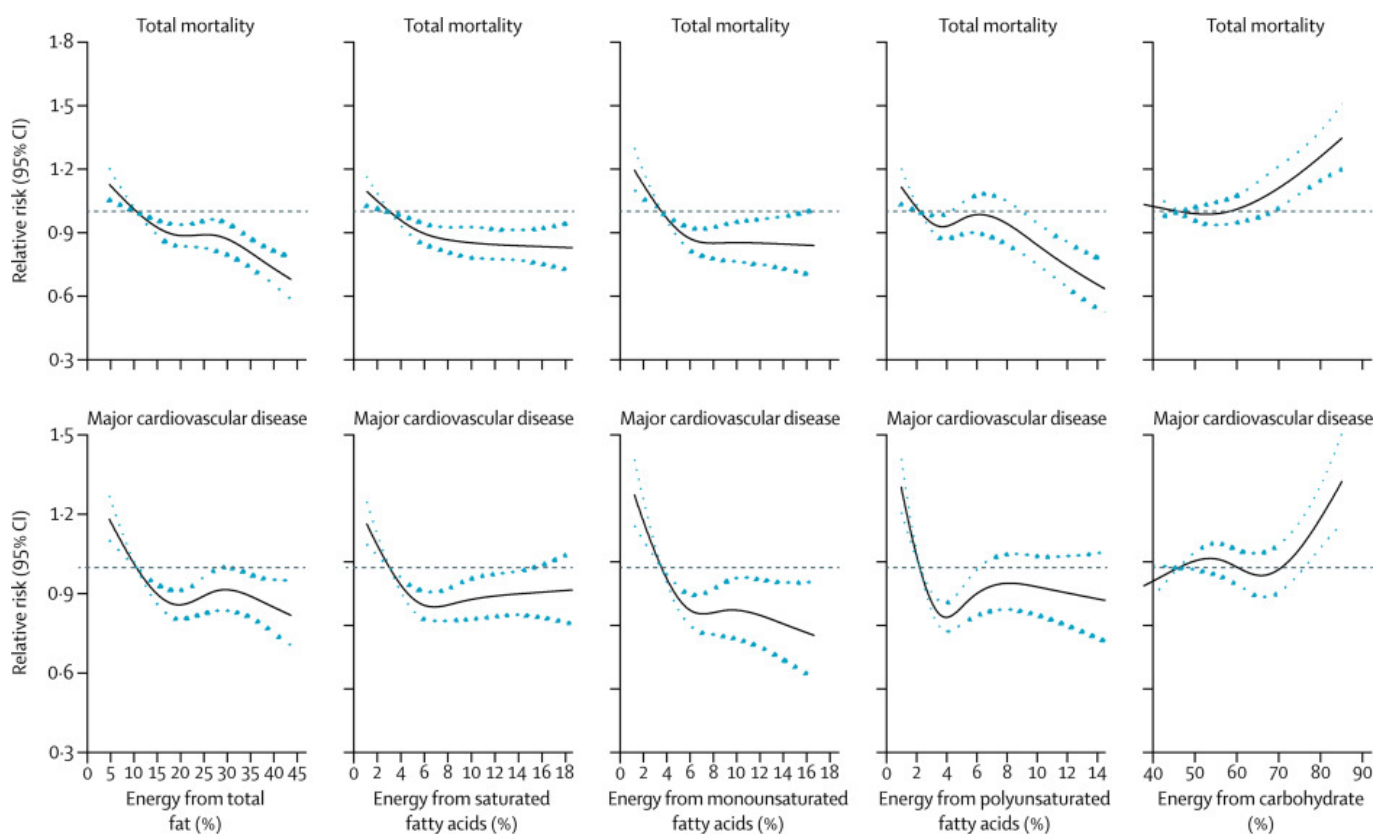 Total mortality
Total mortality
Total mortality
Total mortality
Total mortality
Relative risk (95% CI)
1·8
1·5
1·2
0·9
0·6
0·3
Major cardiovascular disease
Major cardiovascular disease
Major cardiovascular disease
Major cardiovascular disease
Major cardiovascular disease
Relative risk (95% CI)
1·5
1·2
0·9
0·6
0·3
0 5 10 15 20 25 30 35 40 45
0 2 4 6 8 10 12 14 16 18
0 2 4 6 8 10 12 14 16 18
0 2 4 6 8 10 12 14
40 50 60 70 80 90
Energy from total
fat (%)
Energy from saturated
fatty acids (%)
Energy from monounsaturated
fatty acids (%)
Energy from polyunsaturated
fatty acids (%)
Energy from carbohydrate
(%)